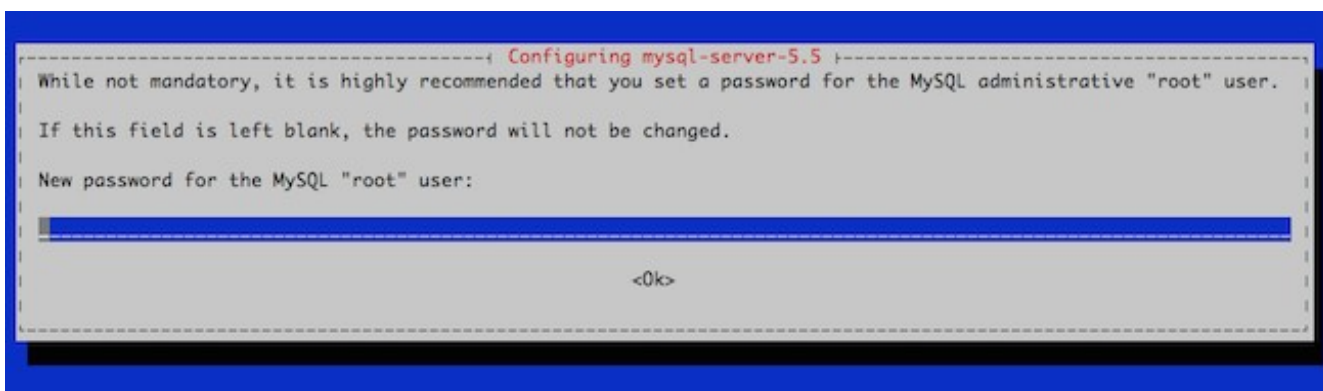 Configuring mysql-server-5.5
While not mandatory, it is highly recommended that you set a password for the MySQL administrative "root" user.
If this field is left blank, the password will not be changed.
New password for the MySQL "root" user:
<Ok>